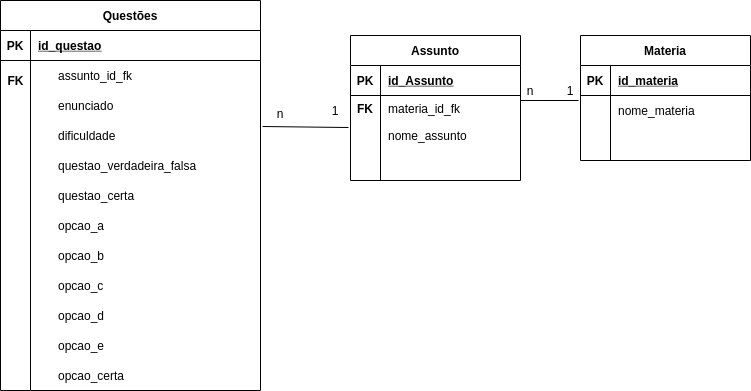 Questões
PK id_questao
FK assunto_id_fk
enunciado
dificuldade
questao_verdadeira_falsa
questao_certa
opcao_a
opcao_b
opcao_c
opcao_d
opcao_e
opcao_certa
n 1
Assunto
PK id_Assunto
FK materia_id_fk
nome_assunto
n 1
Materia
PK id_materia
nome_materia